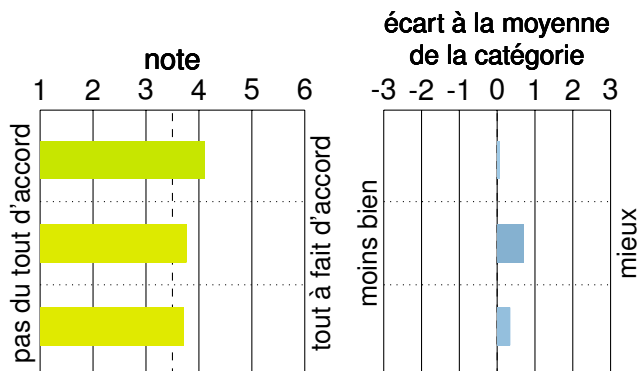 note
1 2 3 4 5 6
pas du tout d'accord
tout à fait d'accord
écart à la moyenne
de la catégorie
-3 -2 -1 0 1 2 3
moins bien
mieux